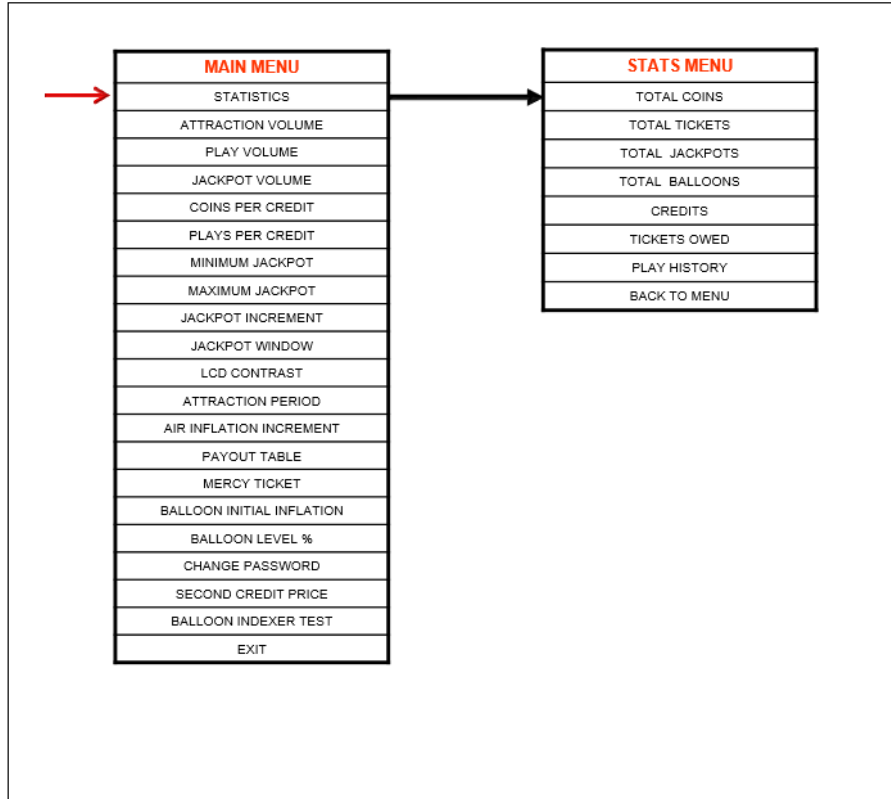 MAIN MENU
STATISTICS
ATTRACTION VOLUME
PLAY VOLUME
JACKPOT VOLUME
COINS PER CREDIT
PLAYS PER CREDIT
MINIMUM JACKPOT
MAXIMUM JACKPOT
JACKPOT INCREMENT
JACKPOT WINDOW
LCD CONTRAST
ATTRACTION PERIOD
AIR INFLATION INCREMENT
PAYOUT TABLE
MERCY TICKET
BALLOON INITIAL INFLATION
BALLOON LEVEL %
CHANGE PASSWORD
SECOND CREDIT PRICE
BALLOON INDEXER TEST
EXIT
STATS MENU
TOTAL COINS
TOTAL TICKETS
TOTAL JACKPOTS
TOTAL BALLOONS
CREDITS
TICKETS OWED
PLAY HISTORY
BACK TO MENU